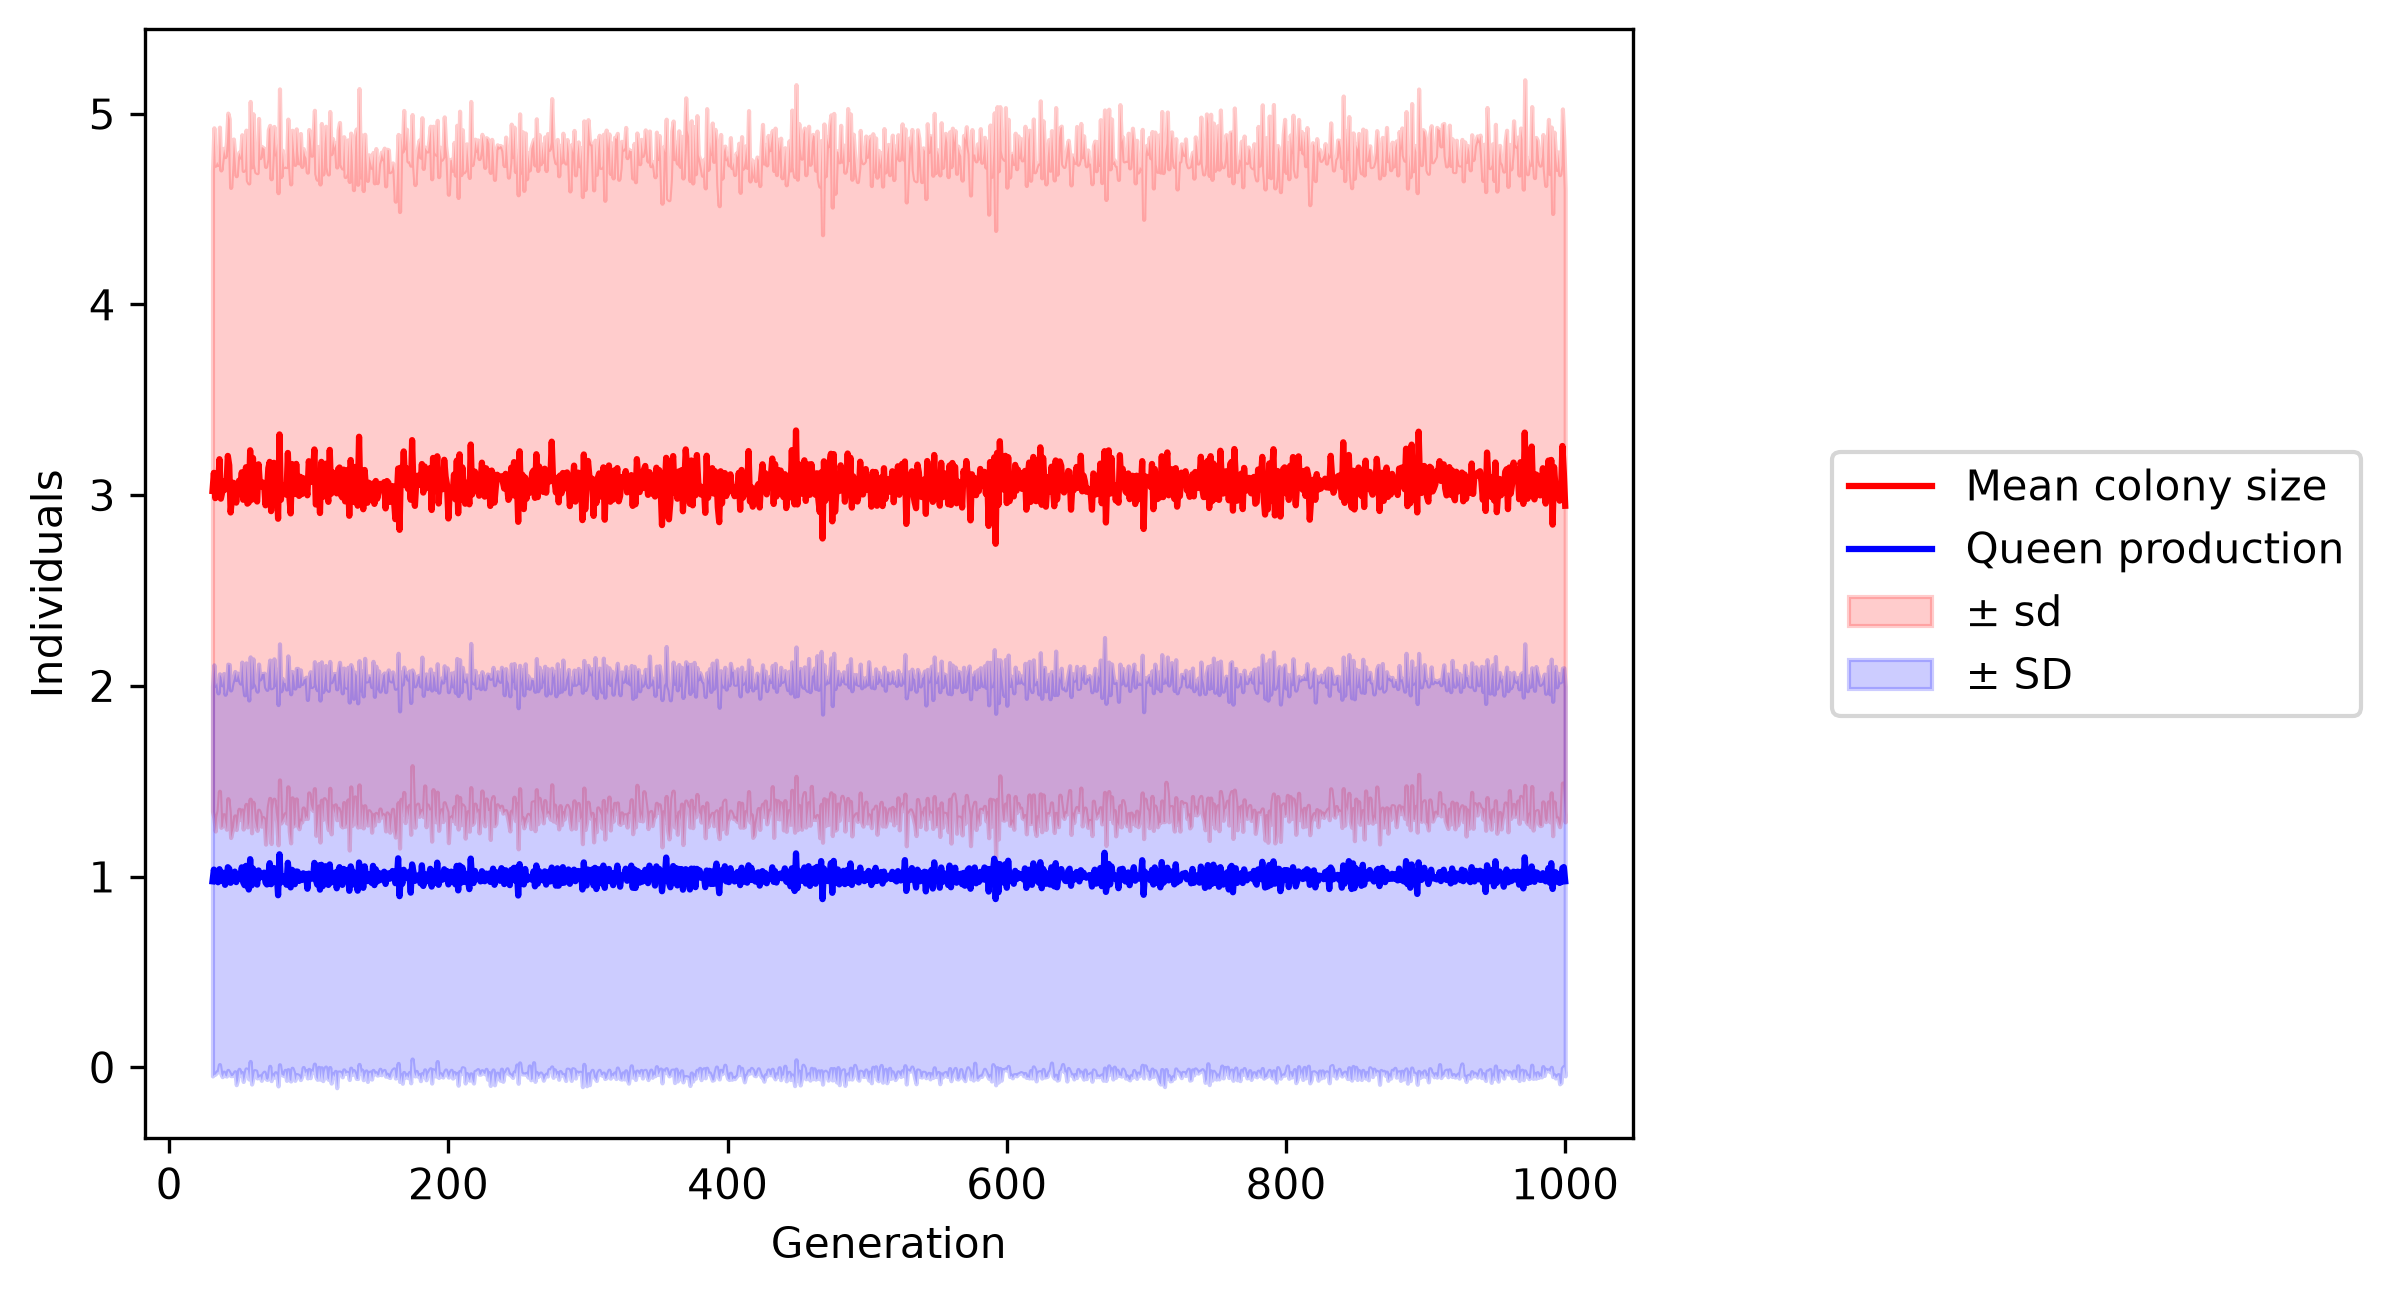 5
4
3
2
1
0
Individuals
0 200 400 600 800 1000
Generation
Mean colony size
Queen production
± sd
± SD